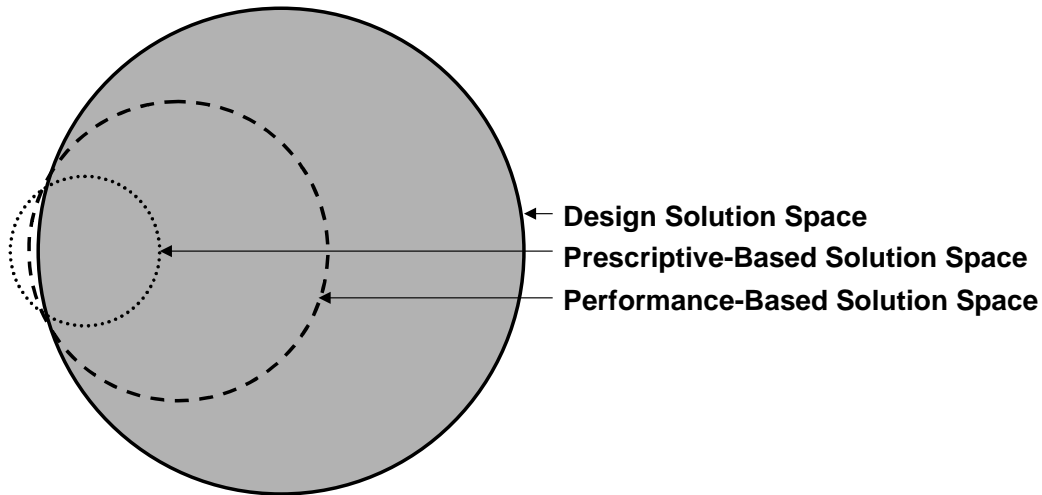 Design Solution Space
Prescriptive-Based Solution Space
Performance-Based Solution Space